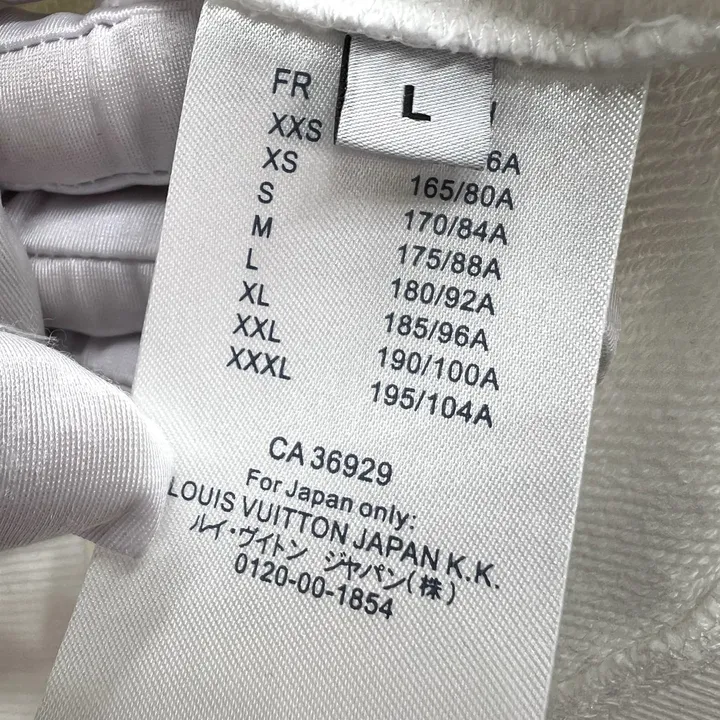 L
FR
XXS 6A
XS 165/80A
S 170/84A
M 175/88A
L 180/92A
XL 185/96A
XXL 190/100A
XXXL 195/104A
CA 36929
For Japan only:
LOUIS VUITTON JAPAN K.K.
ルイ・ヴィトン ジャパン(株)
0120-00-1854